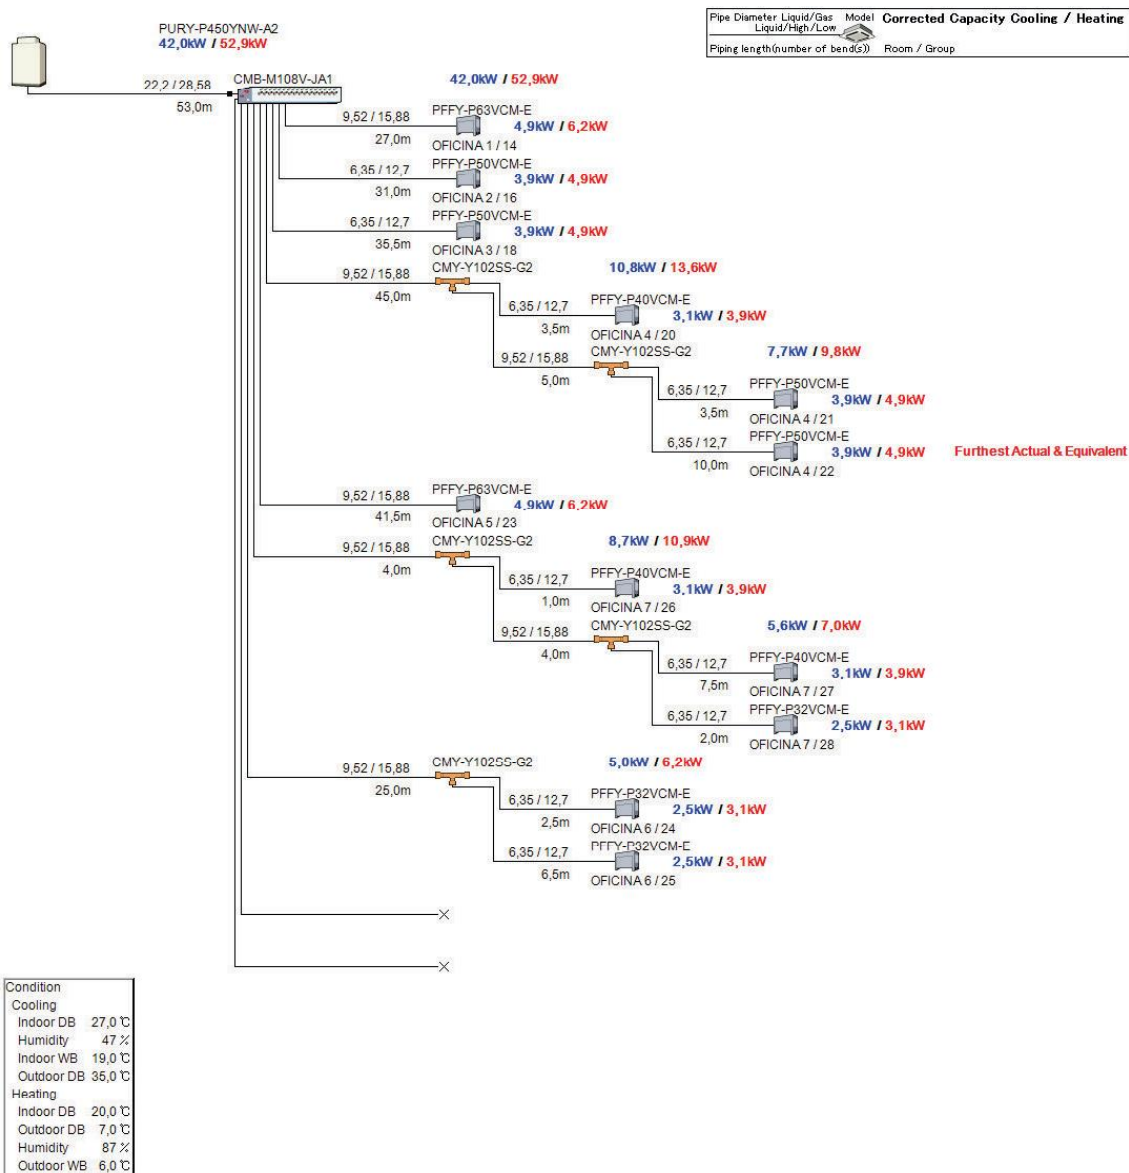 Pipe Diameter Liquid/Gas Model Corrected Capacity Cooling / Heating
Liquid/High/Low
Piping length(number of bend(s)) Room / Group
PURY-P450YNW-A2
42,0kW / 52,9kW
22,2 / 28,58
53,0m
CMB-M108V-JA1
42,0kW / 52,9kW
9,52 / 15,88
27,0m
PFFY-P63VCM-E
4,9kW / 6,2kW
OFICINA 1 / 14
6,35 / 12,7
31,0m
PFFY-P50VCM-E
3,9kW / 4,9kW
OFICINA 2 / 16
6,35 / 12,7
35,5m
PFFY-P50VCM-E
3,9kW / 4,9kW
OFICINA 3 / 18
9,52 / 15,88
45,0m
CMY-Y102SS-G2
10,8kW / 13,6kW
6,35 / 12,7
3,5m
PFFY-P40VCM-E
3,1kW / 3,9kW
OFICINA 4 / 20
9,52 / 15,88
5,0m
CMY-Y102SS-G2
7,7kW / 9,8kW
6,35 / 12,7
3,5m
PFFY-P50VCM-E
3,9kW / 4,9kW
OFICINA 4 / 21
6,35 / 12,7
10,0m
PFFY-P50VCM-E
3,9kW / 4,9kW
OFICINA 4 / 22
Furthest Actual & Equivalent
9,52 / 15,88
41,5m
PFFY-P63VCM-E
4,9kW / 6,2kW
OFICINA 5 / 23
9,52 / 15,88
4,0m
CMY-Y102SS-G2
8,7kW / 10,9kW
6,35 / 12,7
1,0m
PFFY-P40VCM-E
3,1kW / 3,9kW
OFICINA 7 / 26
9,52 / 15,88
4,0m
CMY-Y102SS-G2
5,6kW / 7,0kW
6,35 / 12,7
7,5m
PFFY-P40VCM-E
3,1kW / 3,9kW
OFICINA 7 / 27
6,35 / 12,7
2,0m
PFFY-P32VCM-E
2,5kW / 3,1kW
OFICINA 7 / 28
9,52 / 15,88
25,0m
CMY-Y102SS-G2
5,0kW / 6,2kW
6,35 / 12,7
2,5m
PFFY-P32VCM-E
2,5kW / 3,1kW
OFICINA 6 / 24
6,35 / 12,7
6,5m
PFFY-P32VCM-E
2,5kW / 3,1kW
OFICINA 6 / 25
Condition
Cooling
Indoor DB 27,0 ℃
Humidity 47 %
Indoor WB 19,0 ℃
Outdoor DB 35,0 ℃
Heating
Indoor DB 20,0 ℃
Outdoor DB 7,0 ℃
Humidity 87 %
Outdoor WB 6,0 ℃